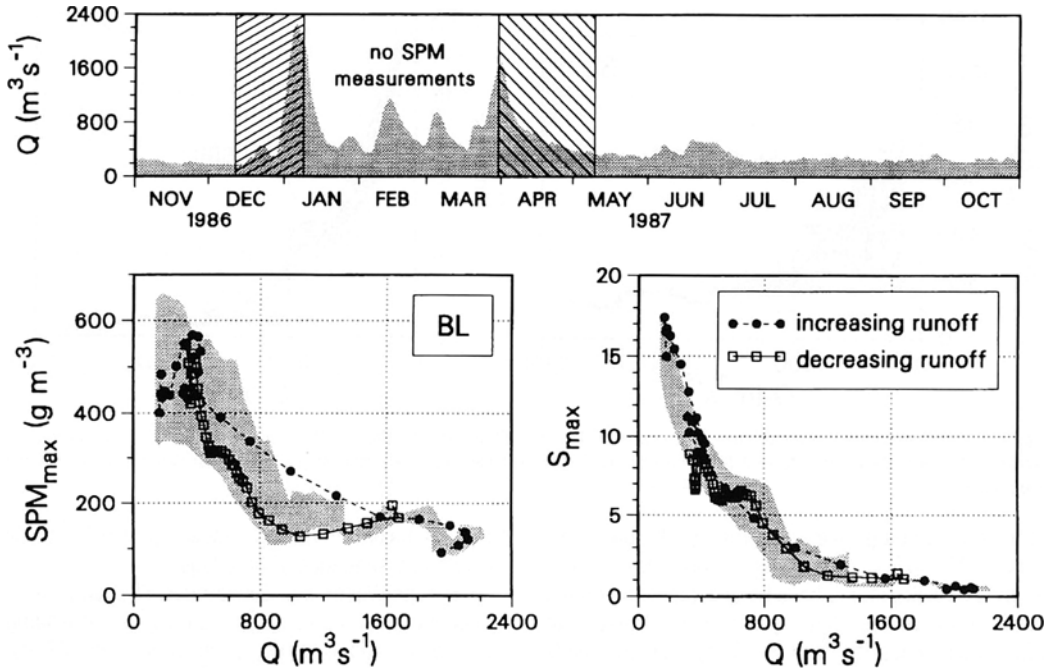 2400
1600
800
0
Q (m³s⁻¹)
no SPM
measurements
NOV DEC JAN FEB MAR APR MAY JUN JUL AUG SEP OCT
1986 1987
600
400
200
0
SPMmax (g m⁻³)
BL
0 800 1600 2400
Q (m³s⁻¹)
20
15
10
5
0
Smax
increasing runoff
decreasing runoff
0 800 1600 2400
Q (m³s⁻¹)